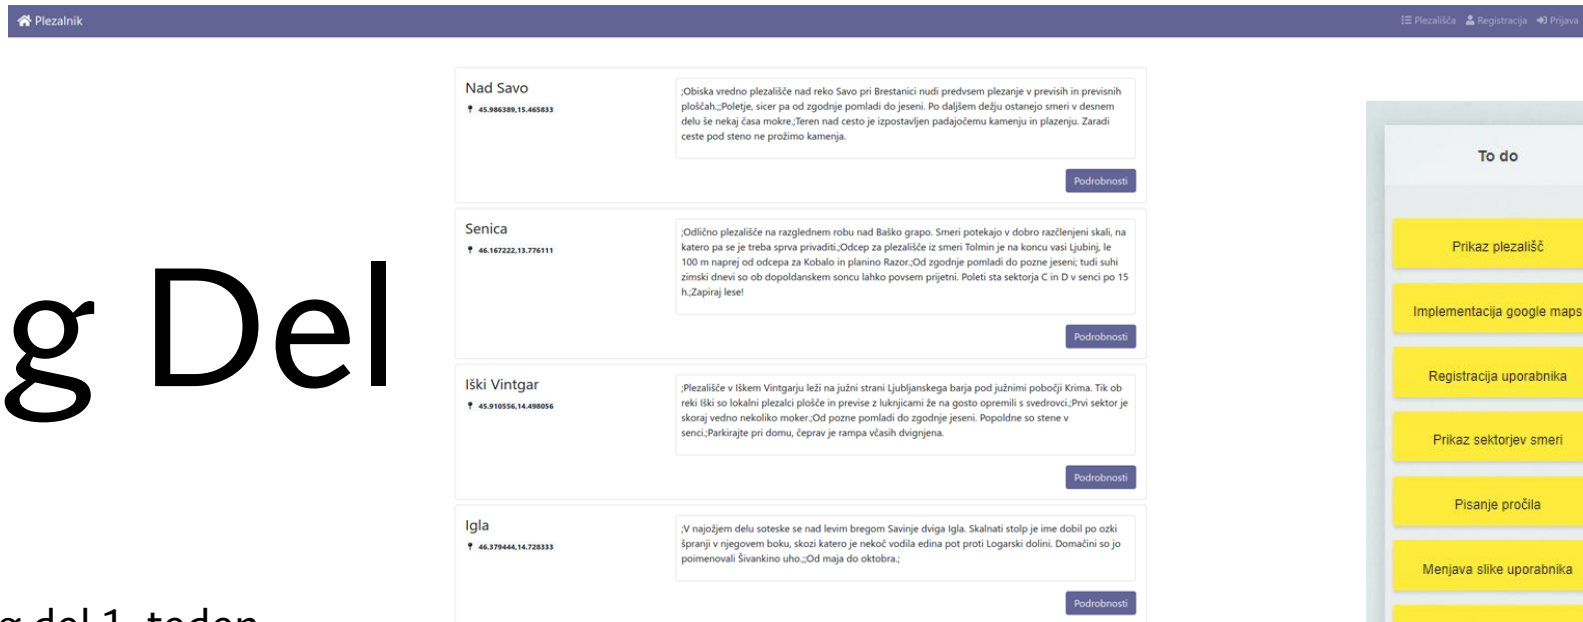 Plezalnik
Plezališča Registracija Prijava
Nad Savo
45.986389,15.465833
;Obiska vredno plezališče nad reko Savo pri Brestanici nudi predvsem plezanje v previsih in previsnih
ploščah.;;Poletje, sicer pa od zgodnje pomladi do jeseni. Po daljšem dežju ostanejo smeri v desnem
delu še nekaj časa mokre.;Teren nad cesto je izpostavljen padajočemu kamenju in plazenju. Zaradi
ceste pod steno ne prožimo kamenja.
Podrobnosti
Senica
46.167222,13.776111
;Odlično plezališče na razglednem robu nad Baško grapo. Smeri potekajo v dobro razčlenjeni skali, na
katero pa se je treba sprva privaditi.;Odcep za plezališče iz smeri Tolmin je na koncu vasi Ljubinj, le
100 m naprej od odcepa za Kobalo in planino Razor.;Od zgodnje pomladi do pozne jeseni; tudi suhi
zimski dnevi so ob dopoldanskem soncu lahko povsem prijetni. Poleti sta sektorja C in D v senci po 15
h.;Zapiraj lese!
Podrobnosti
Iški Vintgar
45.910556,14.498056
;Plezališče v Iškem Vintgarju leži na južni strani Ljubljanskega barja pod južnimi pobočji Krima. Tik ob
reki Iški so lokalni plezalci plošče in previse z luknjicami že na gosto opremili s svedrovci.;Prvi sektor je
skoraj vedno nekoliko moker.;Od pozne pomladi do zgodnje jeseni. Popoldne so stene v
senci.;Parkirajte pri domu, čeprav je rampa včasih dvignjena.
Podrobnosti
Igla
46.379444,14.728333
;V najožjem delu soteske se nad levim bregom Savinje dviga Igla. Skalnati stolp je ime dobil po ozki
špranji v njegovem boku, skozi katero je nekoč vodila edina pot proti Logarski dolini. Domačini so jo
poimenovali Šivankino uho.;;Od maja do oktobra.;
Podrobnosti
g Del
g del 1. teden
To do
Prikaz plezališč
Implementacija google maps
Registracija uporabnika
Prikaz sektorjev smeri
Pisanje pročila
Menjava slike uporabnika